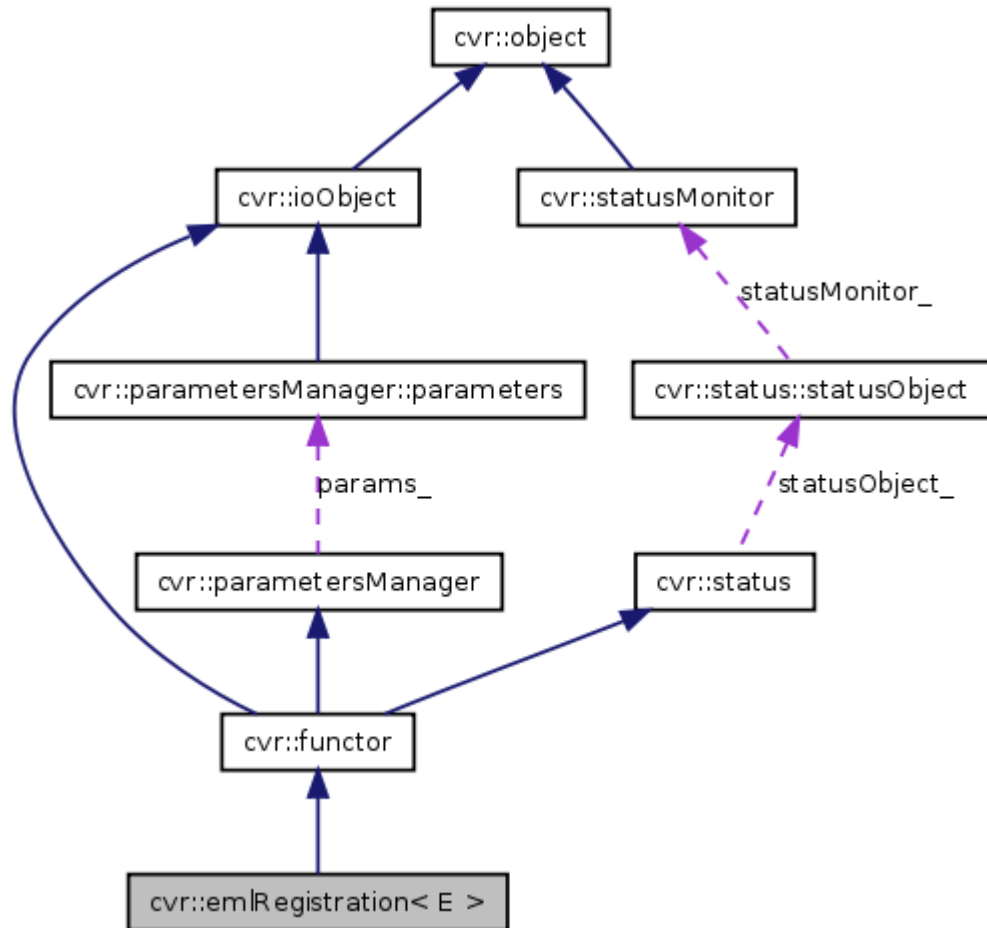 cvr::object
cvr::ioObject
cvr::statusMonitor
statusMonitor_
cvr::parametersManager::parameters
cvr::status::statusObject
params_
statusObject_
cvr::parametersManager
cvr::status
cvr::functor
cvr::emlRegistration< E >